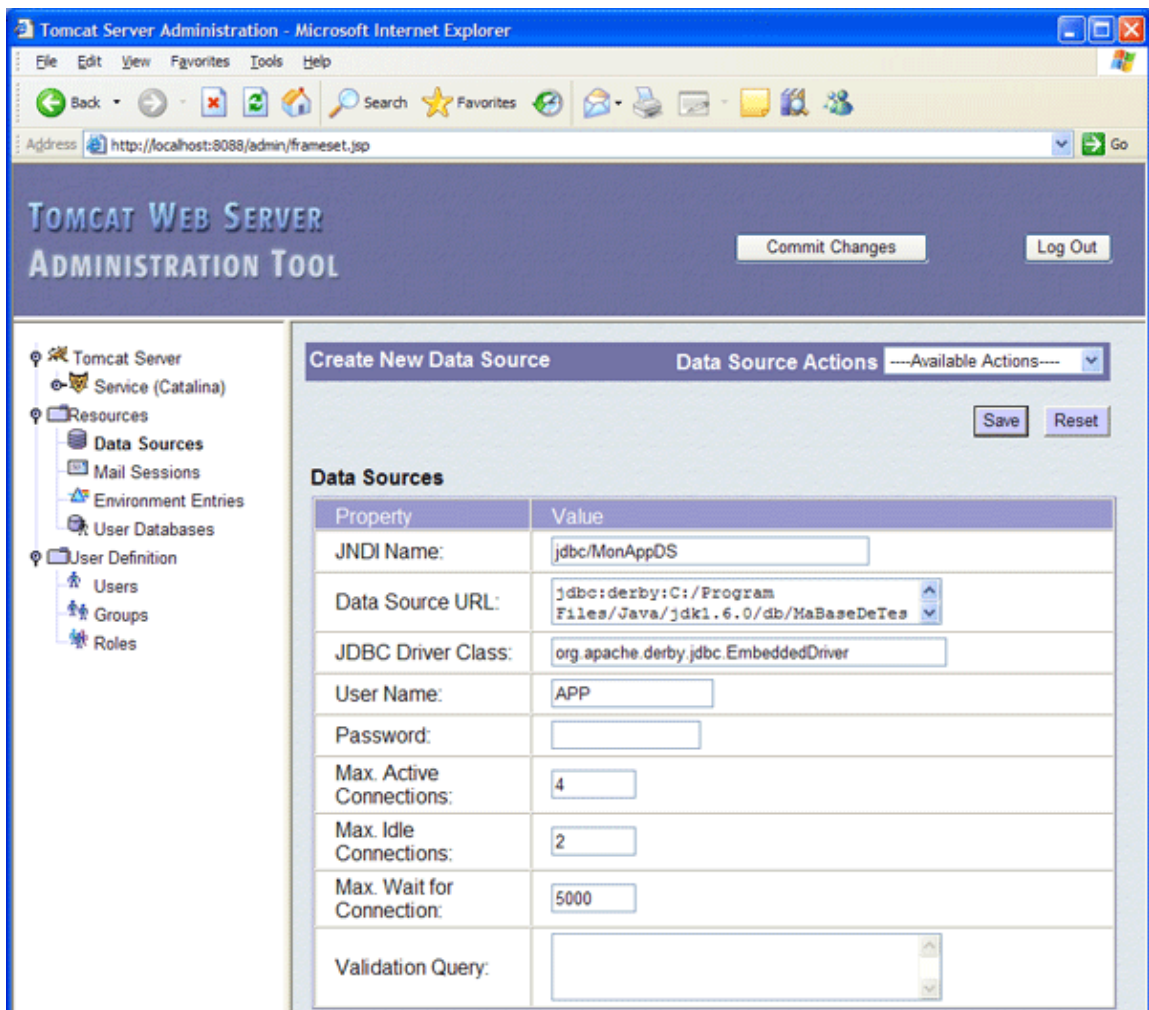 Tomcat Server Administration - Microsoft Internet Explorer
File Edit View Favorites Tools Help
Back Search Favorites
Address http://localhost:8088/admin/frameset.jsp Go
TOMCAT WEB SERVER
ADMINISTRATION TOOL
Commit Changes Log Out
Tomcat Server
Service (Catalina)
Resources
Data Sources
Mail Sessions
Environment Entries
User Databases
User Definition
Users
Groups
Roles
Create New Data Source Data Source Actions ----Available Actions----
Save Reset
Data Sources
Property Value
JNDI Name: jdbc/MonAppDS
Data Source URL: jdbc:derby:C:/Program
Files/Java/jdk1.6.0/db/MaBaseDeTes
JDBC Driver Class: org.apache.derby.jdbc.EmbeddedDriver
User Name: APP
Password:
Max. Active
Connections: 4
Max. Idle
Connections: 2
Max. Wait for
Connection: 5000
Validation Query: